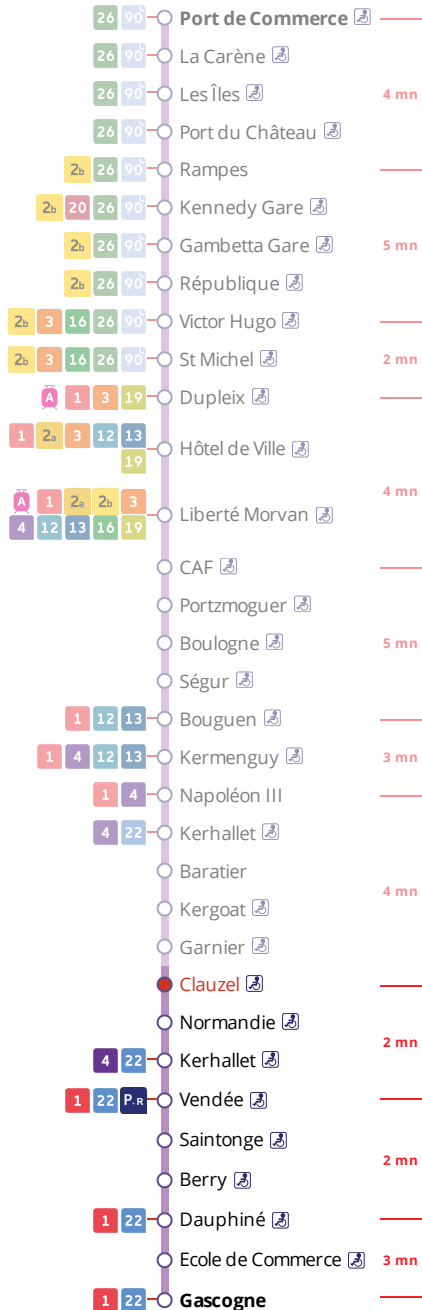 26 90 Port de Commerce
26 90 La Carène
26 90 Les Îles 4 mn
26 90 Port du Château
2b 26 90 Rampes
2b 20 26 90 Kennedy Gare
2b 26 90 Gambetta Gare 5 mn
2b 26 90 République
2b 3 16 26 90 Victor Hugo
2b 3 16 26 90 St Michel 2 mn
A 1 3 19 Dupleix
1 2a 3 12 13
19
Hôtel de Ville
4 mn
A 1 2a 2b 3
4 12 13 16 19
Liberté Morvan
CAF
Portzmoguer
Boulogne 5 mn
Ségur
1 12 13 Bouguen
1 4 12 13 Kermenguy 3 mn
1 4 Napoléon III
4 22 Kerhallet
Baratier
4 mn
Kergoat
Garnier
Clauzel
Normandie
2 mn
4 22 Kerhallet
1 22 P+R Vendée
Saintonge
2 mn
Berry
1 22 Dauphiné
Ecole de Commerce 3 mn
1 22 Gascogne